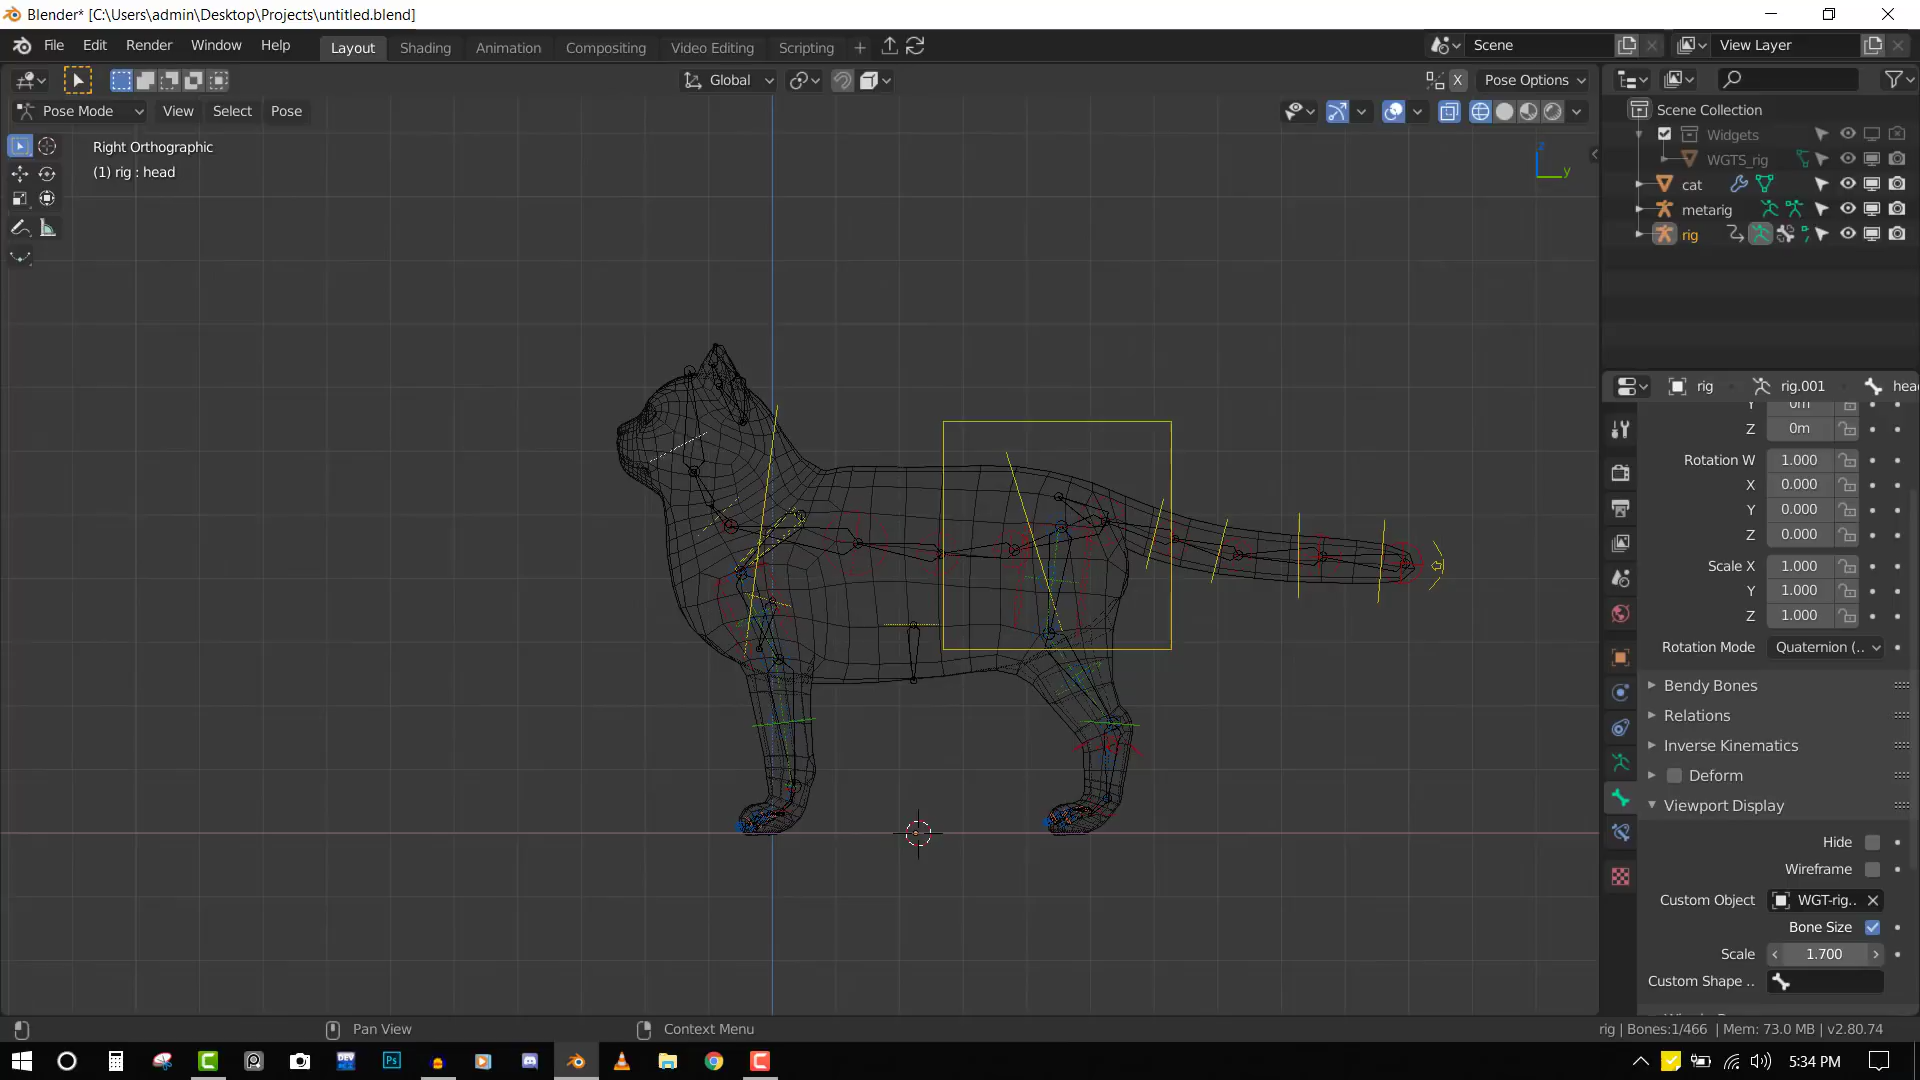 Blender* [C:\Users\admin\Desktop\Projects\untitled.blend]
File Edit Render Window Help Layout Shading Animation Compositing Video Editing Scripting + Scene View Layer
Global X Pose Options
Pose Mode View Select Pose
Right Orthographic
(1) rig : head
z
y
Scene Collection
Widgets
WGTS_rig
cat
metarig
rig
rig rig.001 hea
Y 0m
Z 0m
Rotation W 1.000
X 0.000
Y 0.000
Z 0.000
Scale X 1.000
Y 1.000
Z 1.000
Rotation Mode Quaternion (..
Bendy Bones
Relations
Inverse Kinematics
Deform
Viewport Display
Hide
Wireframe
Custom Object WGT-rig..
Bone Size
Scale 1.700
Custom Shape ..
Pan View Context Menu rig | Bones:1/466 | Mem: 73.0 MB | v2.80.74
DEV
Ps
5:34 PM